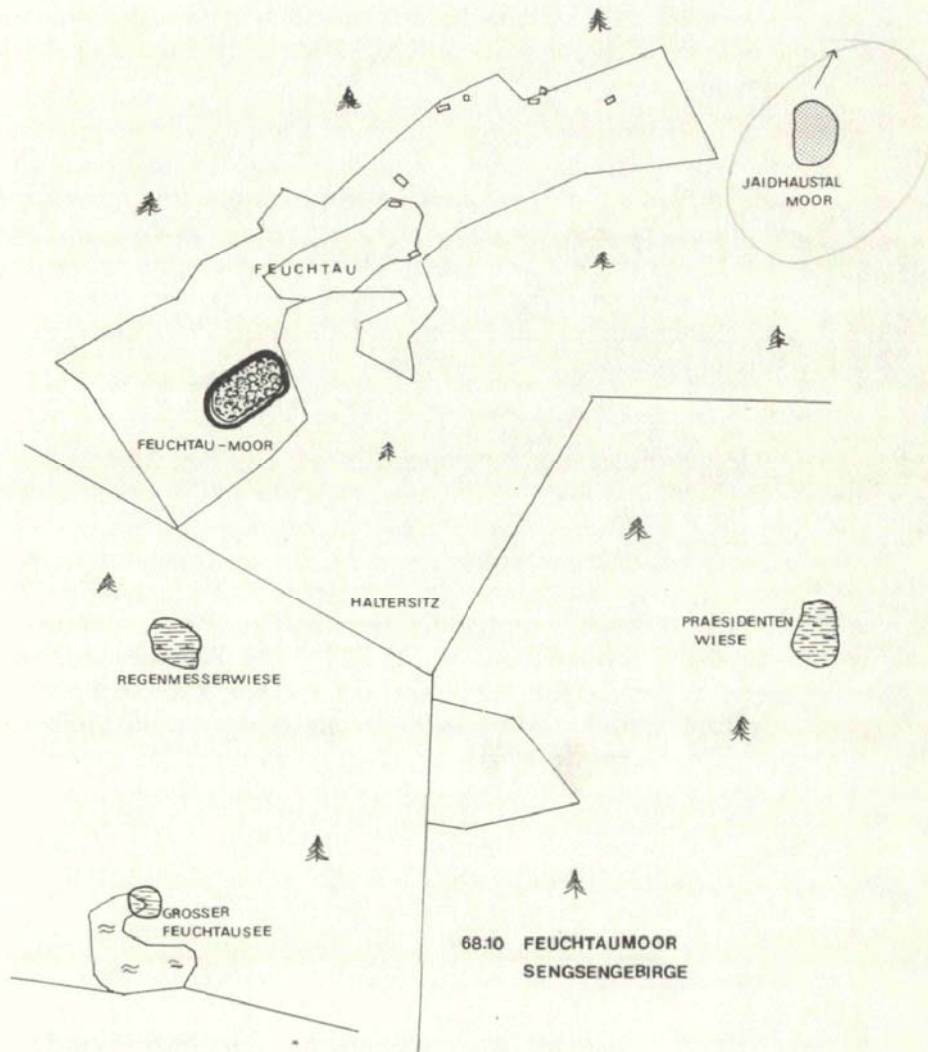 JAIDHAUSTAL
MOOR
FEUCHTAU
FEUCHTAU-MOOR
HALTERSITZ
PRAESIDENTEN
WIESE
REGENMESSERWIESE
GROSSER
FEUCHTAUSEE
68.10 FEUCHTAUMOOR
SENGSENGEBIRGE